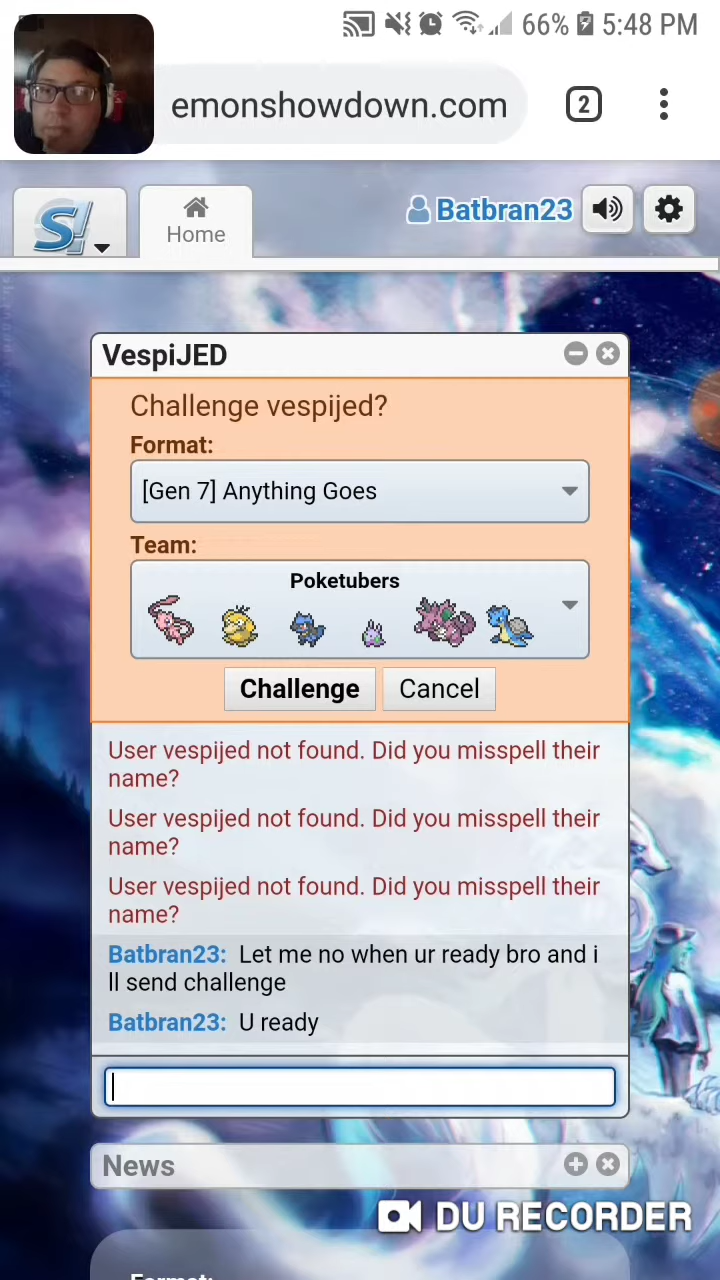 66% 5:48 PM
emonshowdown.com
2
S!
Home
Batbran23
VespiJED
Challenge vespijed?
Format:
[Gen 7] Anything Goes
Team:
Poketubers
Challenge Cancel
User vespijed not found. Did you misspell their
name?
User vespijed not found. Did you misspell their
name?
User vespijed not found. Did you misspell their
name?
Batbran23: Let me no when ur ready bro and i
ll send challenge
Batbran23: U ready
News
DU RECORDER
Format: